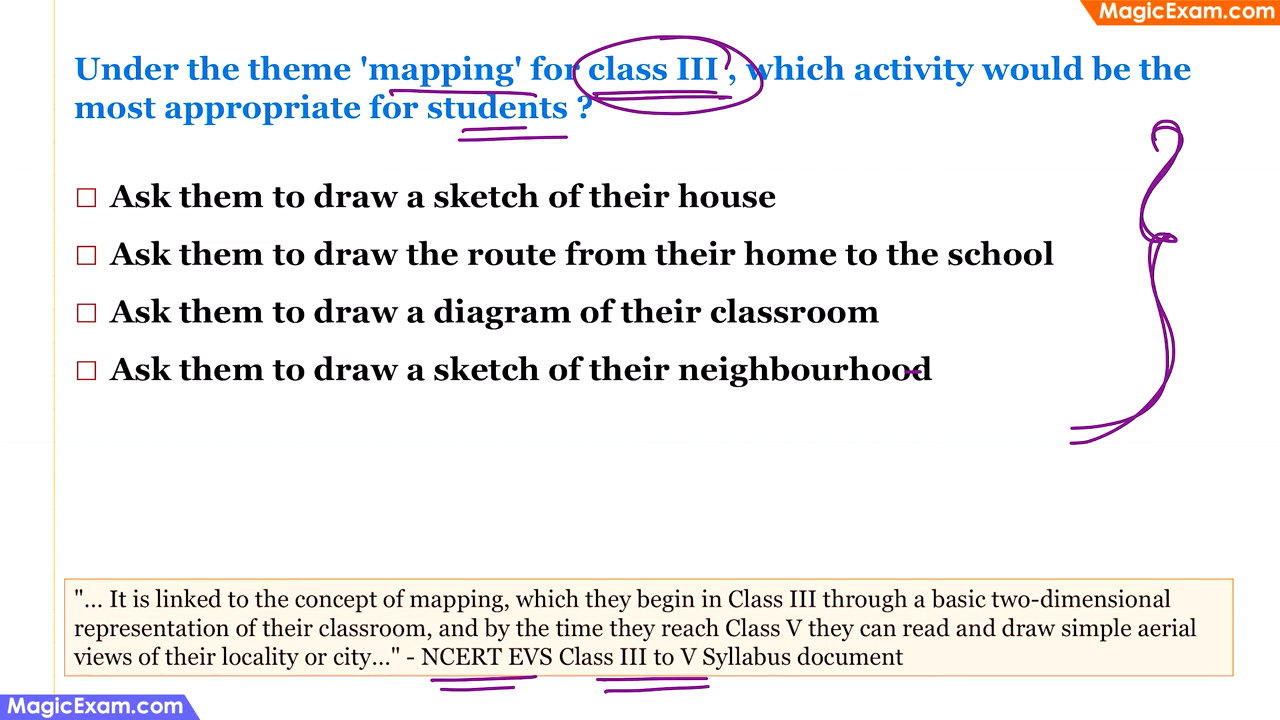 MagicExam.com
Under the theme 'mapping' for class III , which activity would be the
most appropriate for students ?
Ask them to draw a sketch of their house
Ask them to draw the route from their home to the school
Ask them to draw a diagram of their classroom
Ask them to draw a sketch of their neighbourhood
"... It is linked to the concept of mapping, which they begin in Class III through a basic two-dimensional
representation of their classroom, and by the time they reach Class V they can read and draw simple aerial
views of their locality or city..." - NCERT EVS Class III to V Syllabus document
MagicExam.com